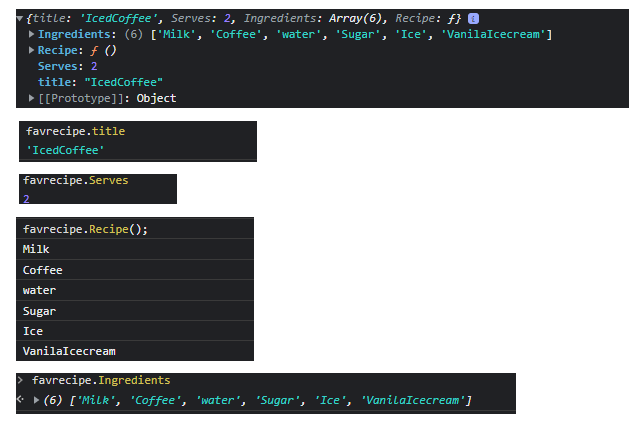 ▼{title: 'IcedCoffee', Serves: 2, Ingredients: Array(6), Recipe: ƒ} i
▶ Ingredients: (6) ['Milk', 'Coffee', 'water', 'Sugar', 'Ice', 'VanilaIcecream']
▶ Recipe: ƒ ()
Serves: 2
title: "IcedCoffee"
▶ [[Prototype]]: Object
favrecipe.title
'IcedCoffee'
favrecipe.Serves
2
favrecipe.Recipe();
Milk
Coffee
water
Sugar
Ice
VanilaIcecream
> favrecipe.Ingredients
▶ (6) ['Milk', 'Coffee', 'water', 'Sugar', 'Ice', 'VanilaIcecream']